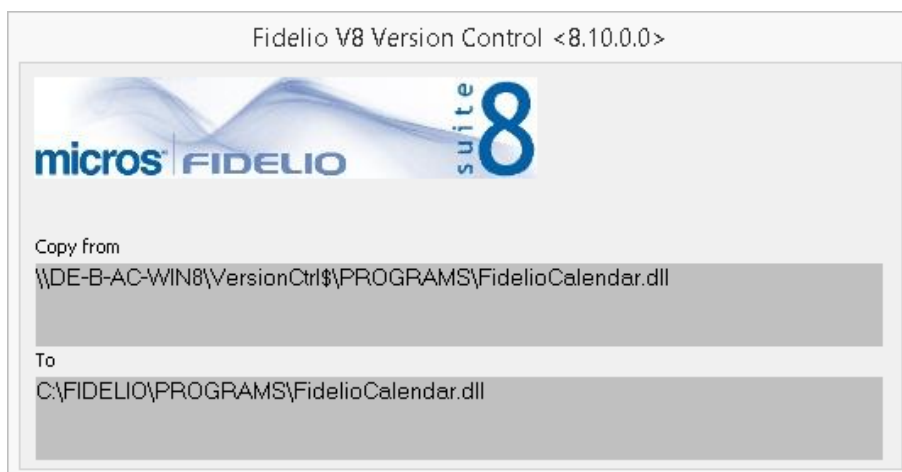 Fidelio V8 Version Control <8.10.0.0>
micros FIDELIO suite 8
Copy from
\\DE-B-AC-WIN8\VersionCtrl$\PROGRAMS\FidelioCalendar.dll
To
C:\FIDELIO\PROGRAMS\FidelioCalendar.dll